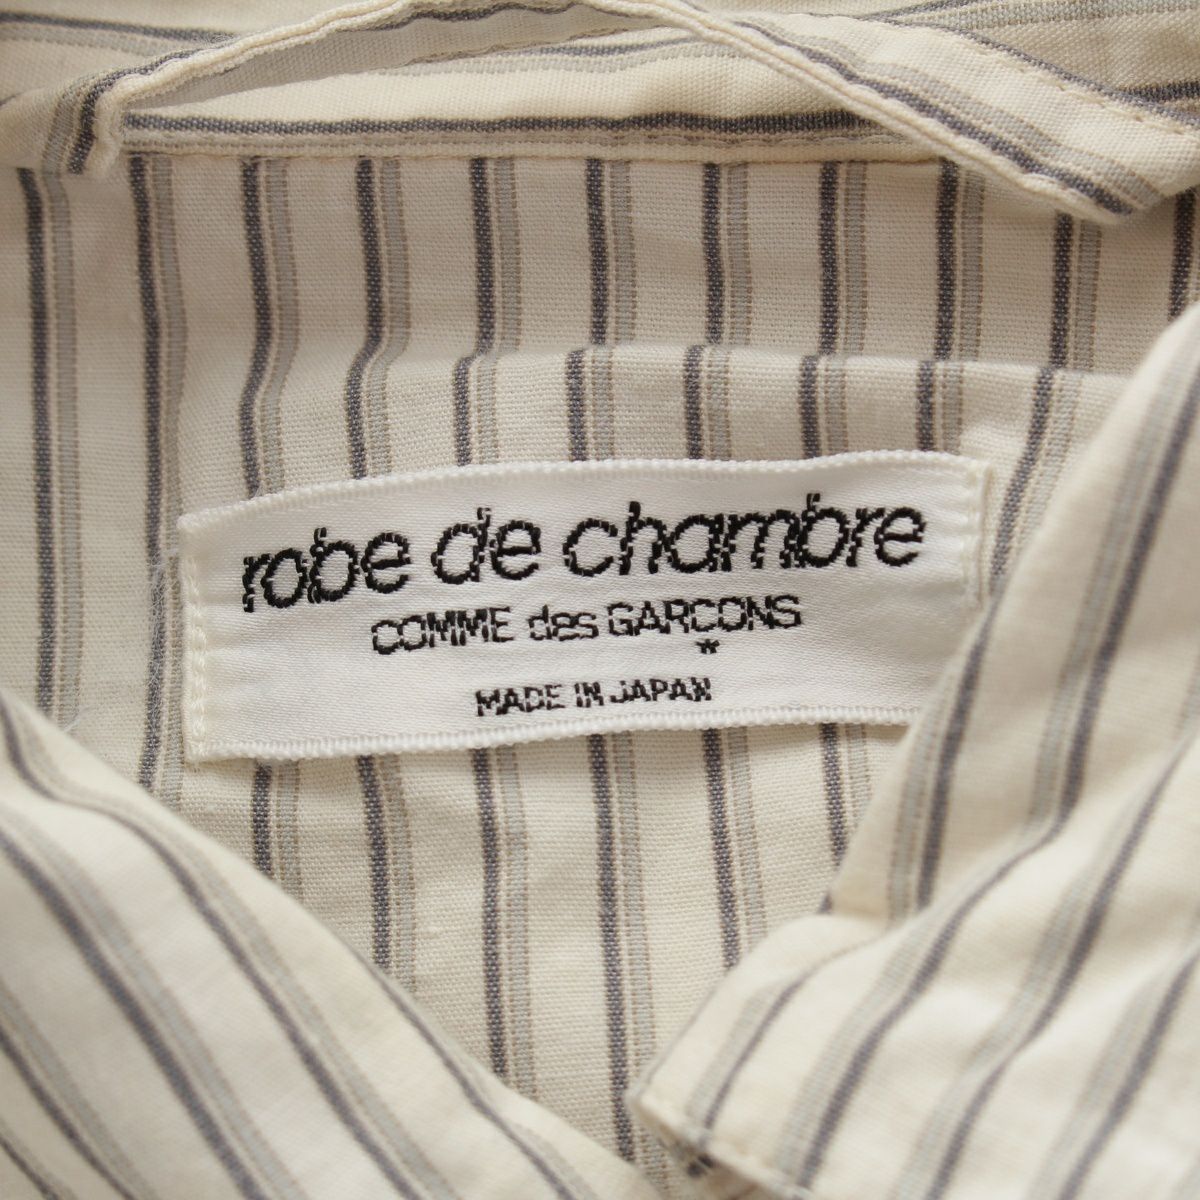 robe de chambre
COMME des GARCONS
*
MADE IN JAPAN